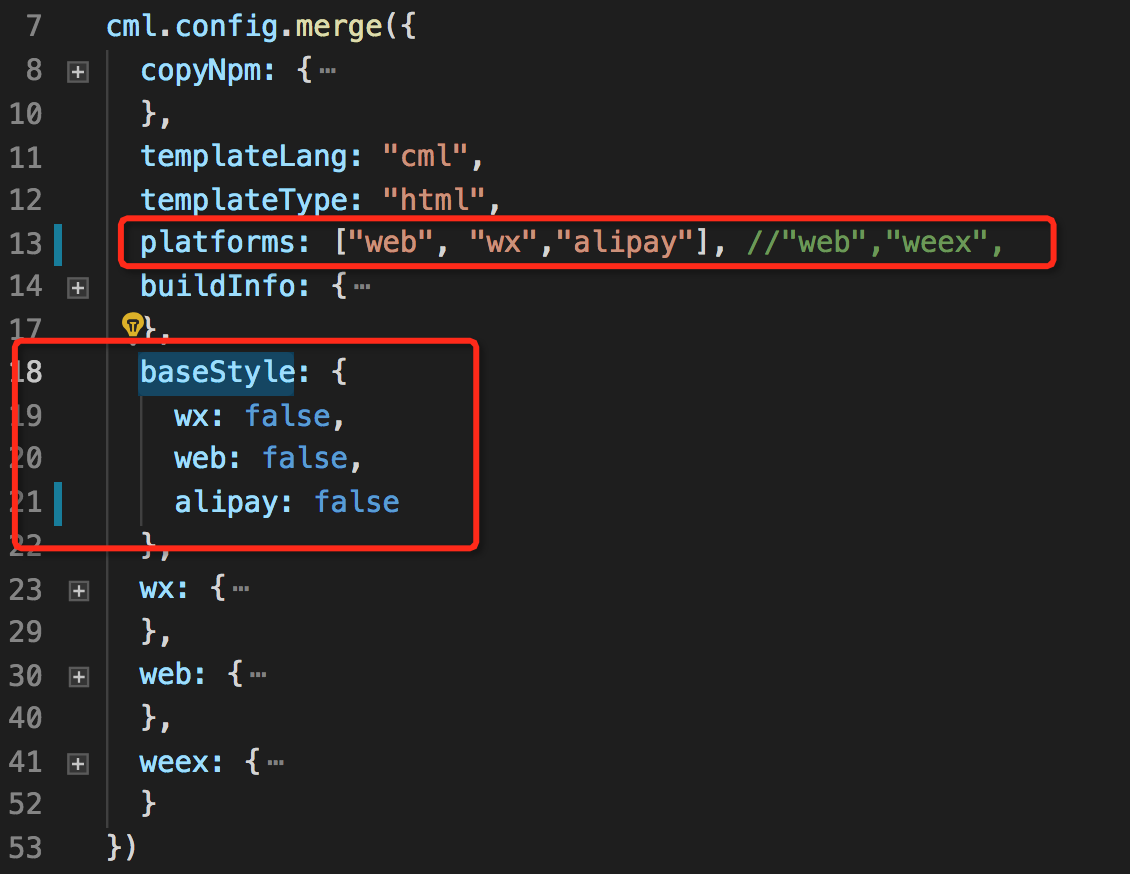 7 cml.config.merge({
8 copyNpm: {⋯
10 },
11 templateLang: "cml",
12 templateType: "html",
13 platforms: ["web", "wx","alipay"], //"web","weex",
14 buildInfo: {⋯
17 },
18 baseStyle: {
19 wx: false,
20 web: false,
21 alipay: false
22 },
23 wx: {⋯
29 },
30 web: {⋯
40 },
41 weex: {⋯
52 }
53 })